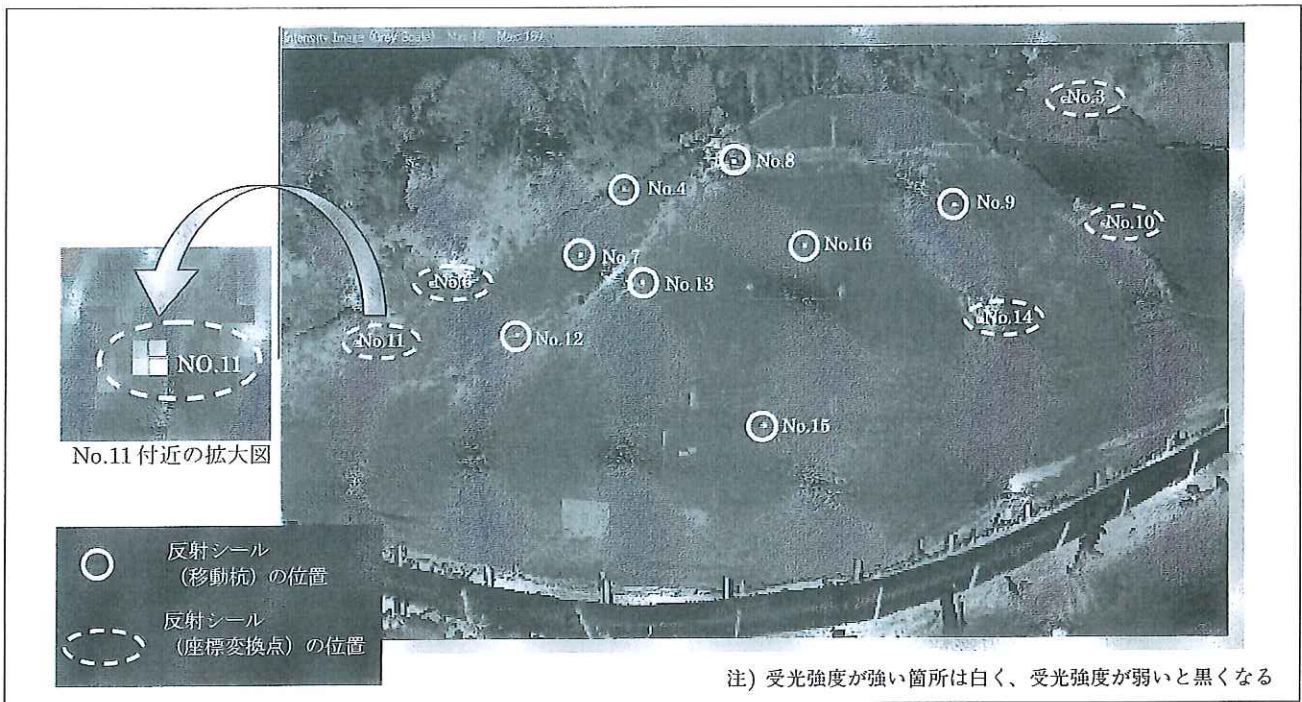 Intensity Image (Grey Scale)
No.3
No.8
No.4
No.9
No.10
No.16
No.7
No.6
No.13
No.14
No.11
No.12
NO.11
No.15
No.11 付近の拡大図
反射シール
(移動杭) の位置
反射シール
(座標変換点) の位置
注) 受光強度が強い箇所は白く、受光強度が弱いと黒くなる